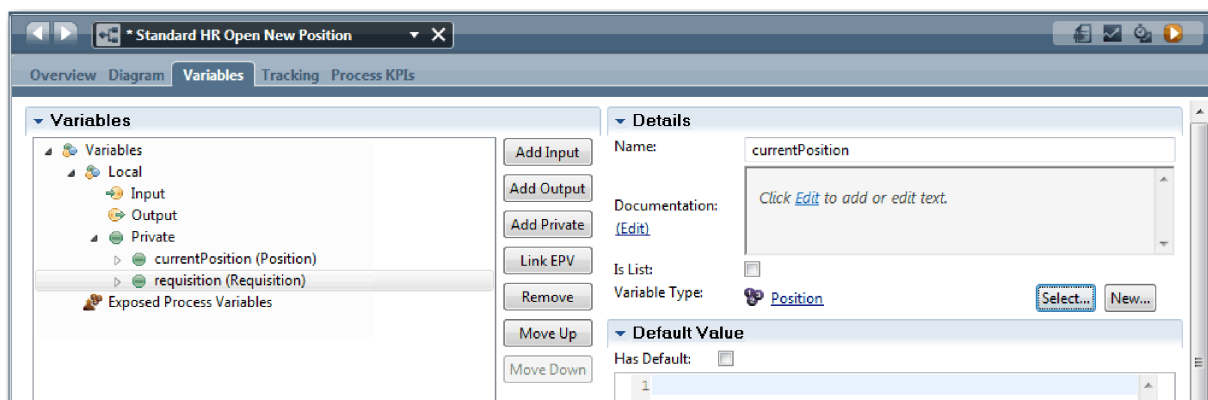 * Standard HR Open New Position
Overview Diagram Variables Tracking Process KPIs
Variables
Variables
Local
Input
Output
Private
currentPosition (Position)
requisition (Requisition)
Exposed Process Variables
Add Input
Add Output
Add Private
Link EPV
Remove
Move Up
Move Down
Details
Name: currentPosition
Documentation: Click Edit to add or edit text.
(Edit)
Is List:
Variable Type: Position Select... New...
Default Value
Has Default:
1